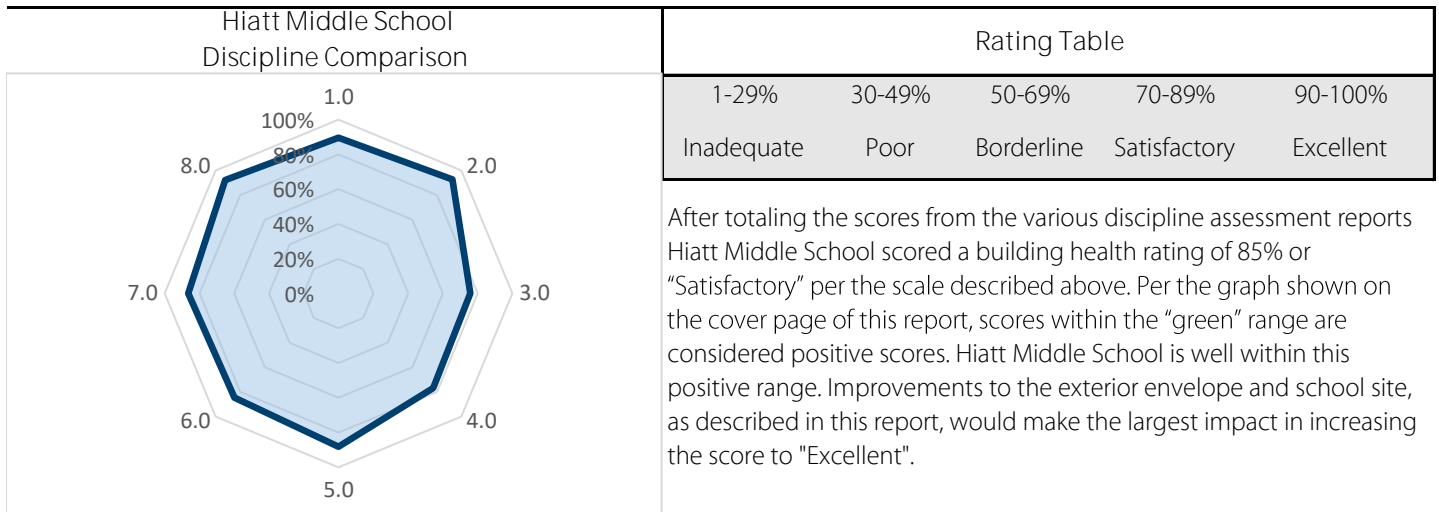 Hiatt Middle School
Discipline Comparison
1.0
100%
80%
8.0
2.0
60%
40%
20%
7.0
0%
3.0
6.0
4.0
5.0
Rating Table
1-29% 30-49% 50-69% 70-89% 90-100%
Inadequate Poor Borderline Satisfactory Excellent
After totaling the scores from the various discipline assessment reports
Hiatt Middle School scored a building health rating of 85% or
“Satisfactory” per the scale described above. Per the graph shown on
the cover page of this report, scores within the “green” range are
considered positive scores. Hiatt Middle School is well within this
positive range. Improvements to the exterior envelope and school site,
as described in this report, would make the largest impact in increasing
the score to "Excellent".